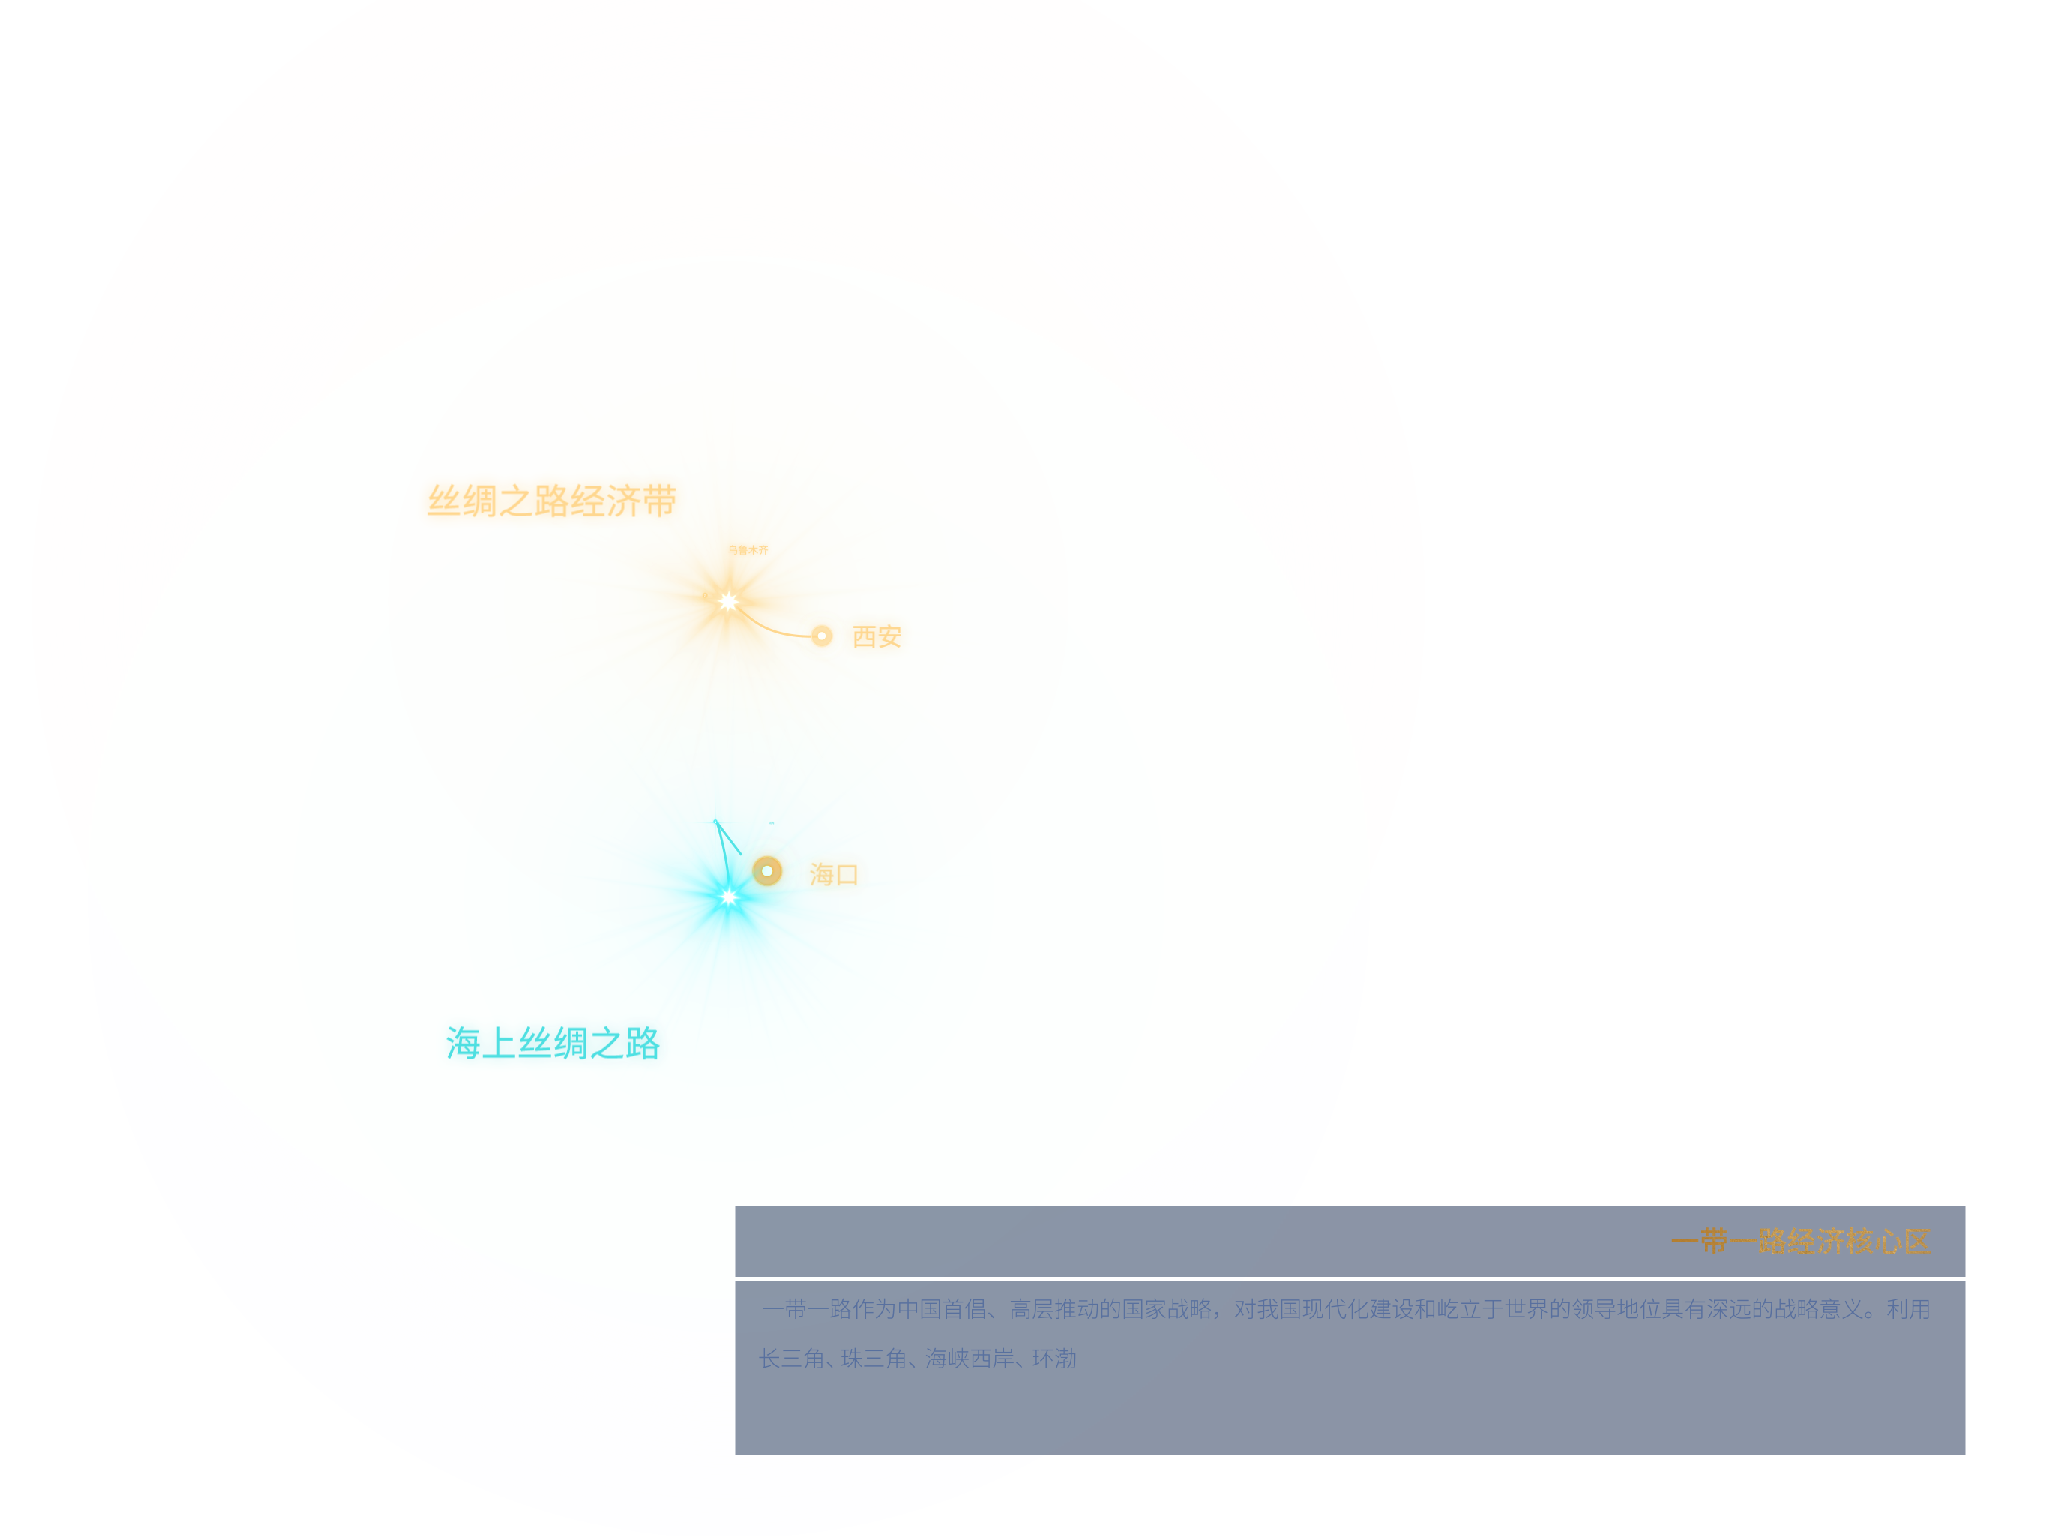 丝绸之路经济带
西安
海口
海上丝绸之路
一带一路经济核心区
一带一路作为中国首倡、高层推动的国家战略，对我国现代化建设和屹立于世界的领导地位具有深远的战略意义。利用
长三角、珠三角、海峡西岸、环渤